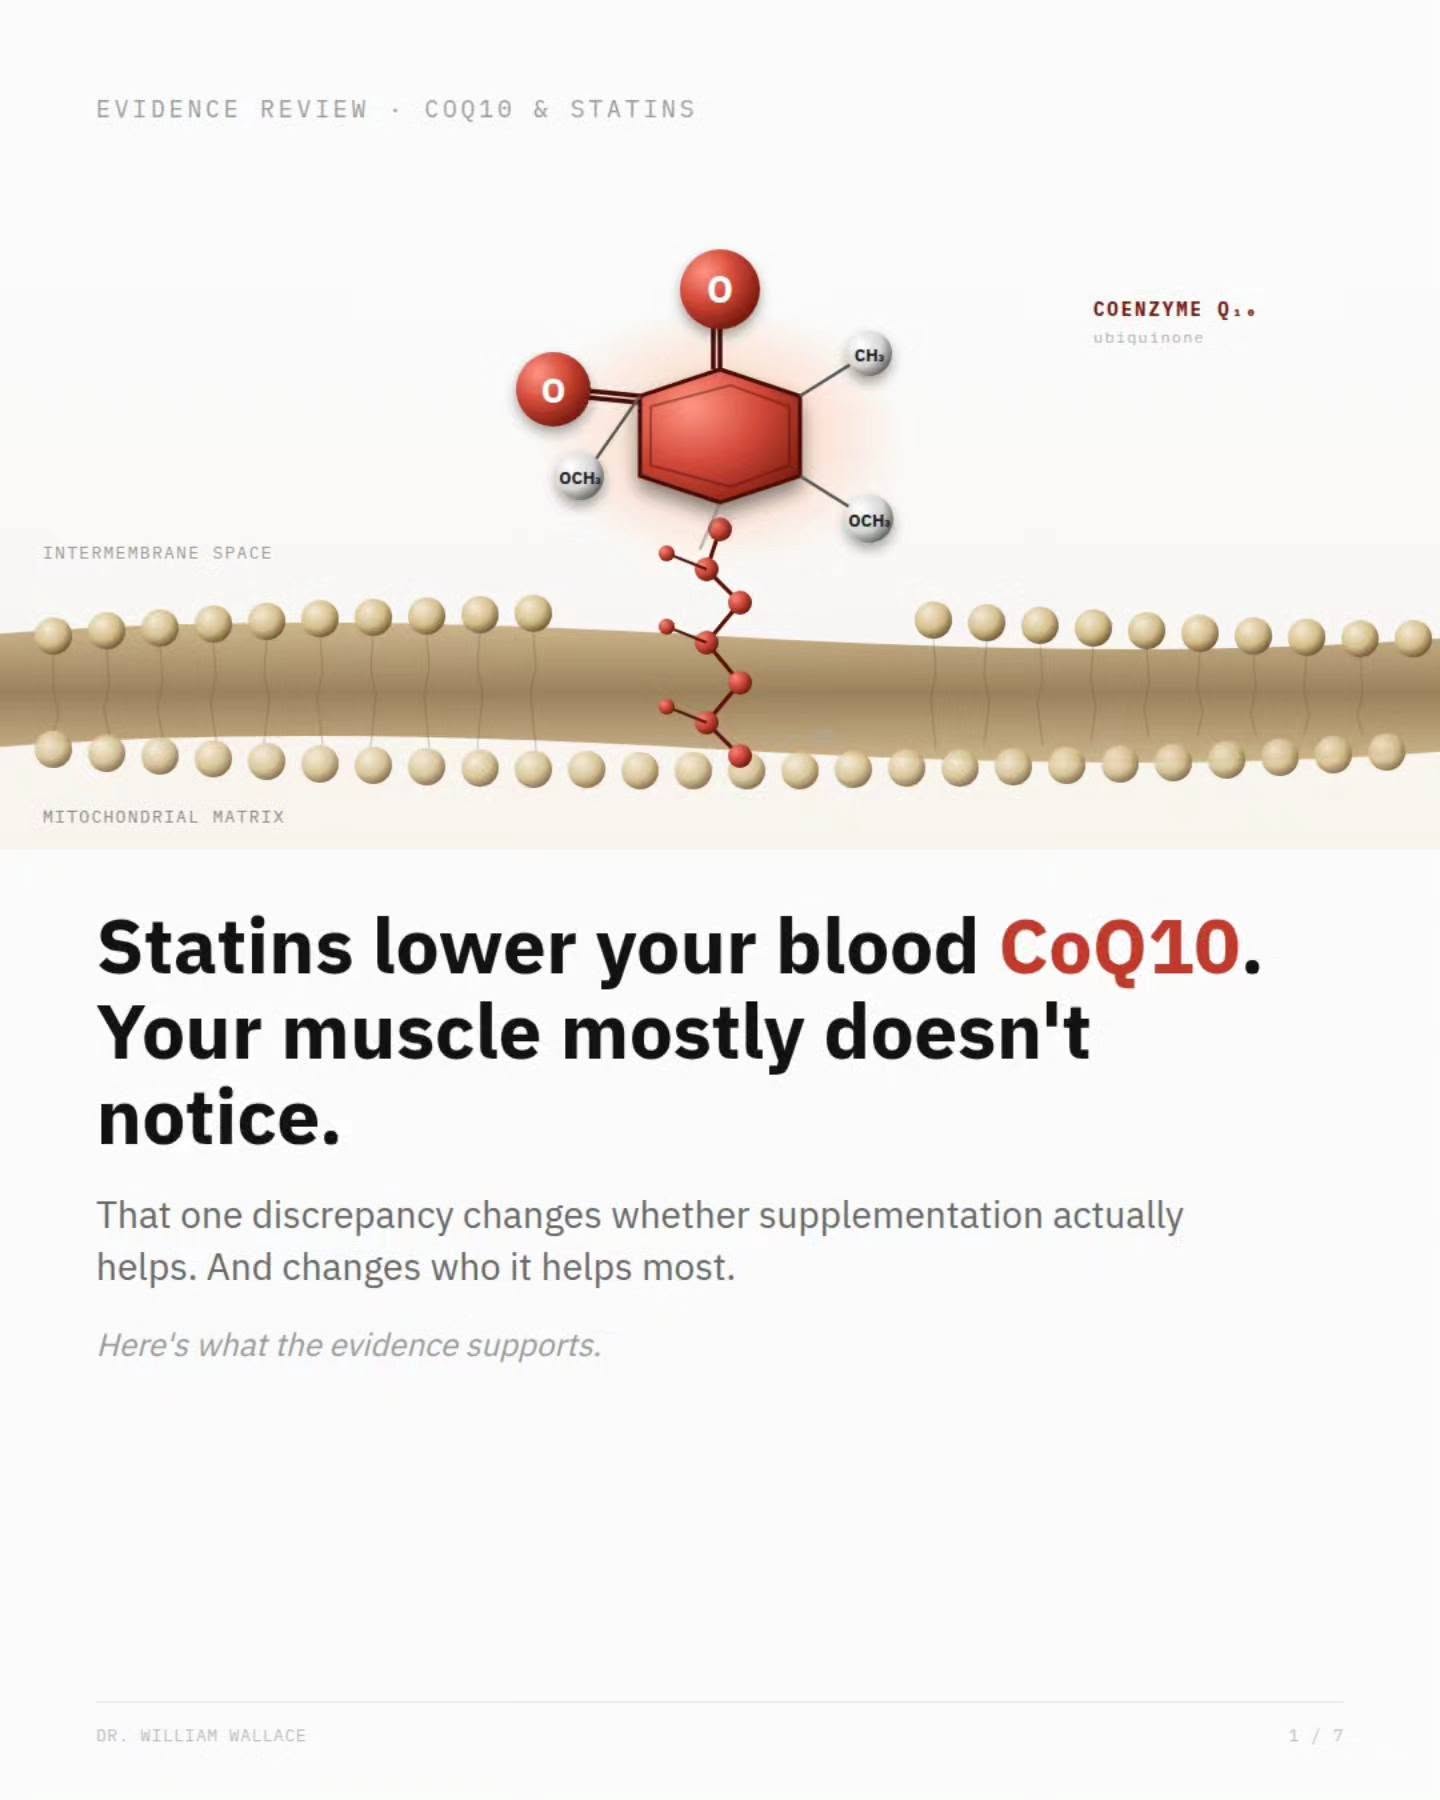 EVIDENCE REVIEW · COQ10 & STATINS
O
COENZYME Q₁₀
ubiquinone
CH₃
O
OCH₃
OCH₃
INTERMEMBRANE SPACE
MITOCHONDRIAL MATRIX
Statins lower your blood CoQ10.
Your muscle mostly doesn't
notice.
That one discrepancy changes whether supplementation actually
helps. And changes who it helps most.
Here's what the evidence supports.
DR. WILLIAM WALLACE
1 / 7